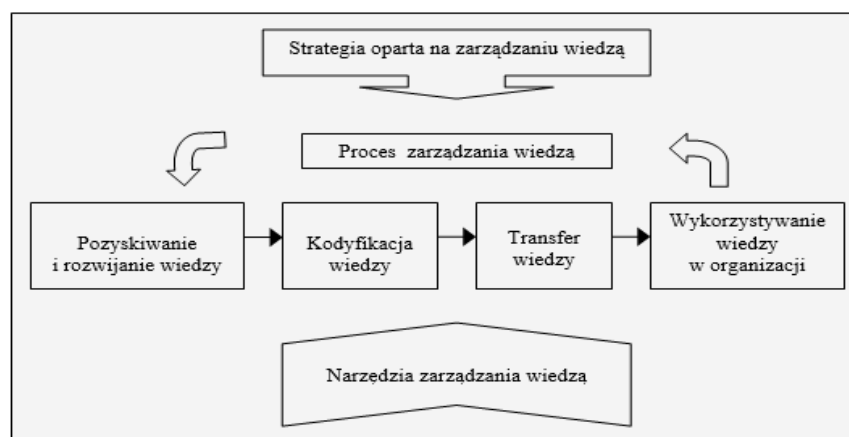 Strategia oparta na zarządzaniu wiedzą
Proces zarządzania wiedzą
Pozyskiwanie
i rozwijanie wiedzy
Kodyfikacja
wiedzy
Transfer
wiedzy
Wykorzystywanie
wiedzy
w organizacji
Narzędzia zarządzania wiedzą